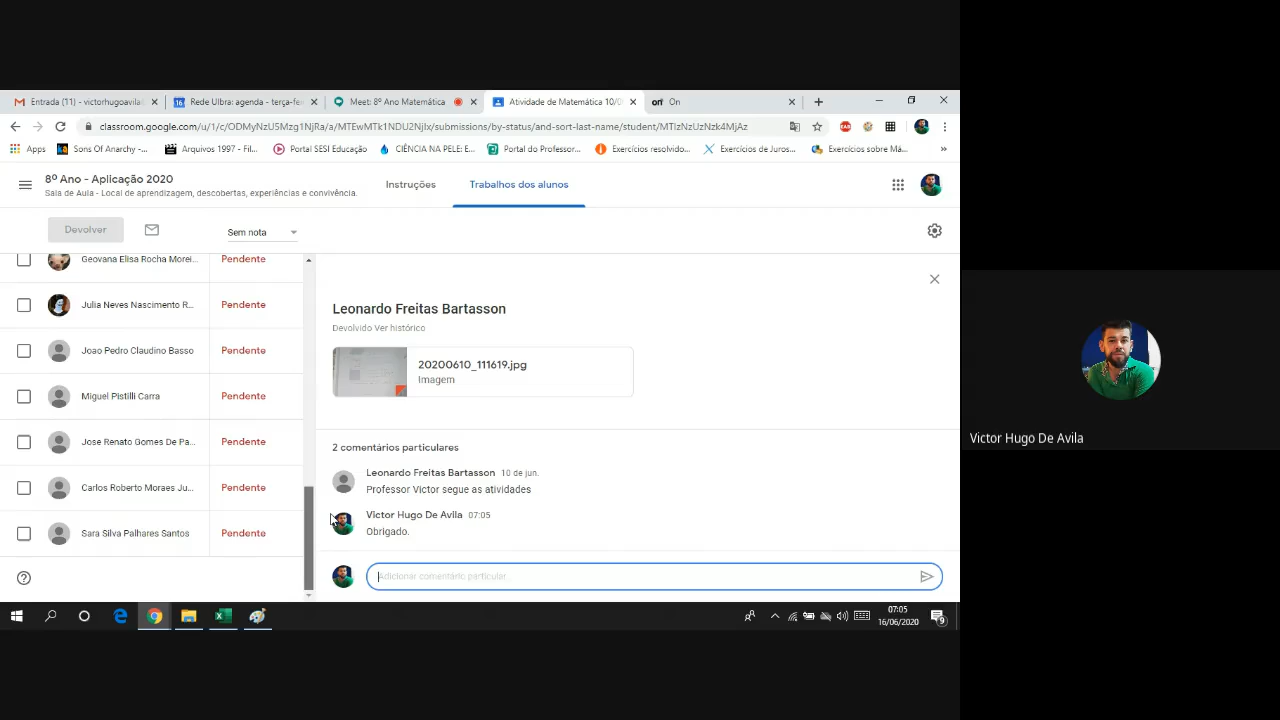 Entrada (11) - victorhugoavila
Rede Ulbra: agenda - terça-fei
Meet: 8º Ano Matemática
Atividade de Matemática 10/0
on
On
classroom.google.com/u/1/c/ODMyNzU5Mzg1NjRa/a/MTEwMTk1NDU2NjIx/submissions/by-status/and-sort-last-name/student/MTIzNzUzNzk4MjAz
Apps
Sons Of Anarchy -...
Arquivos 1997 - Fil...
Portal SESI Educação
CIÊNCIA NA PELE: E...
Portal do Professor...
Exercícios resolvido...
Exercícios de Juros...
Exercícios sobre Má...
»
8º Ano - Aplicação 2020
Sala de Aula - Local de aprendizagem, descobertas, experiências e convivência.
Instruções
Trabalhos dos alunos
Devolver
Sem nota
Geovana Elisa Rocha Morei... Pendente
Julia Neves Nascimento R... Pendente
Joao Pedro Claudino Basso Pendente
Miguel Pistilli Carra Pendente
Jose Renato Gomes De Pa... Pendente
Carlos Roberto Moraes Ju... Pendente
Sara Silva Palhares Santos Pendente
Leonardo Freitas Bartasson
Devolvido Ver histórico
20200610_111619.jpg
Imagem
2 comentários particulares
Leonardo Freitas Bartasson 10 de jun.
Professor Victor segue as atividades
Victor Hugo De Avila 07:05
Obrigado.
Adicionar comentário particular...
07:05
16/06/2020
9
Victor Hugo De Avila